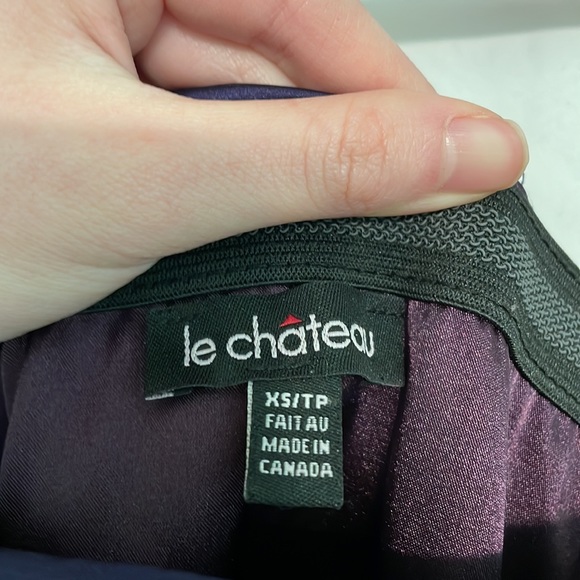 le château
XS/TP
FAIT AU
MADE IN
CANADA